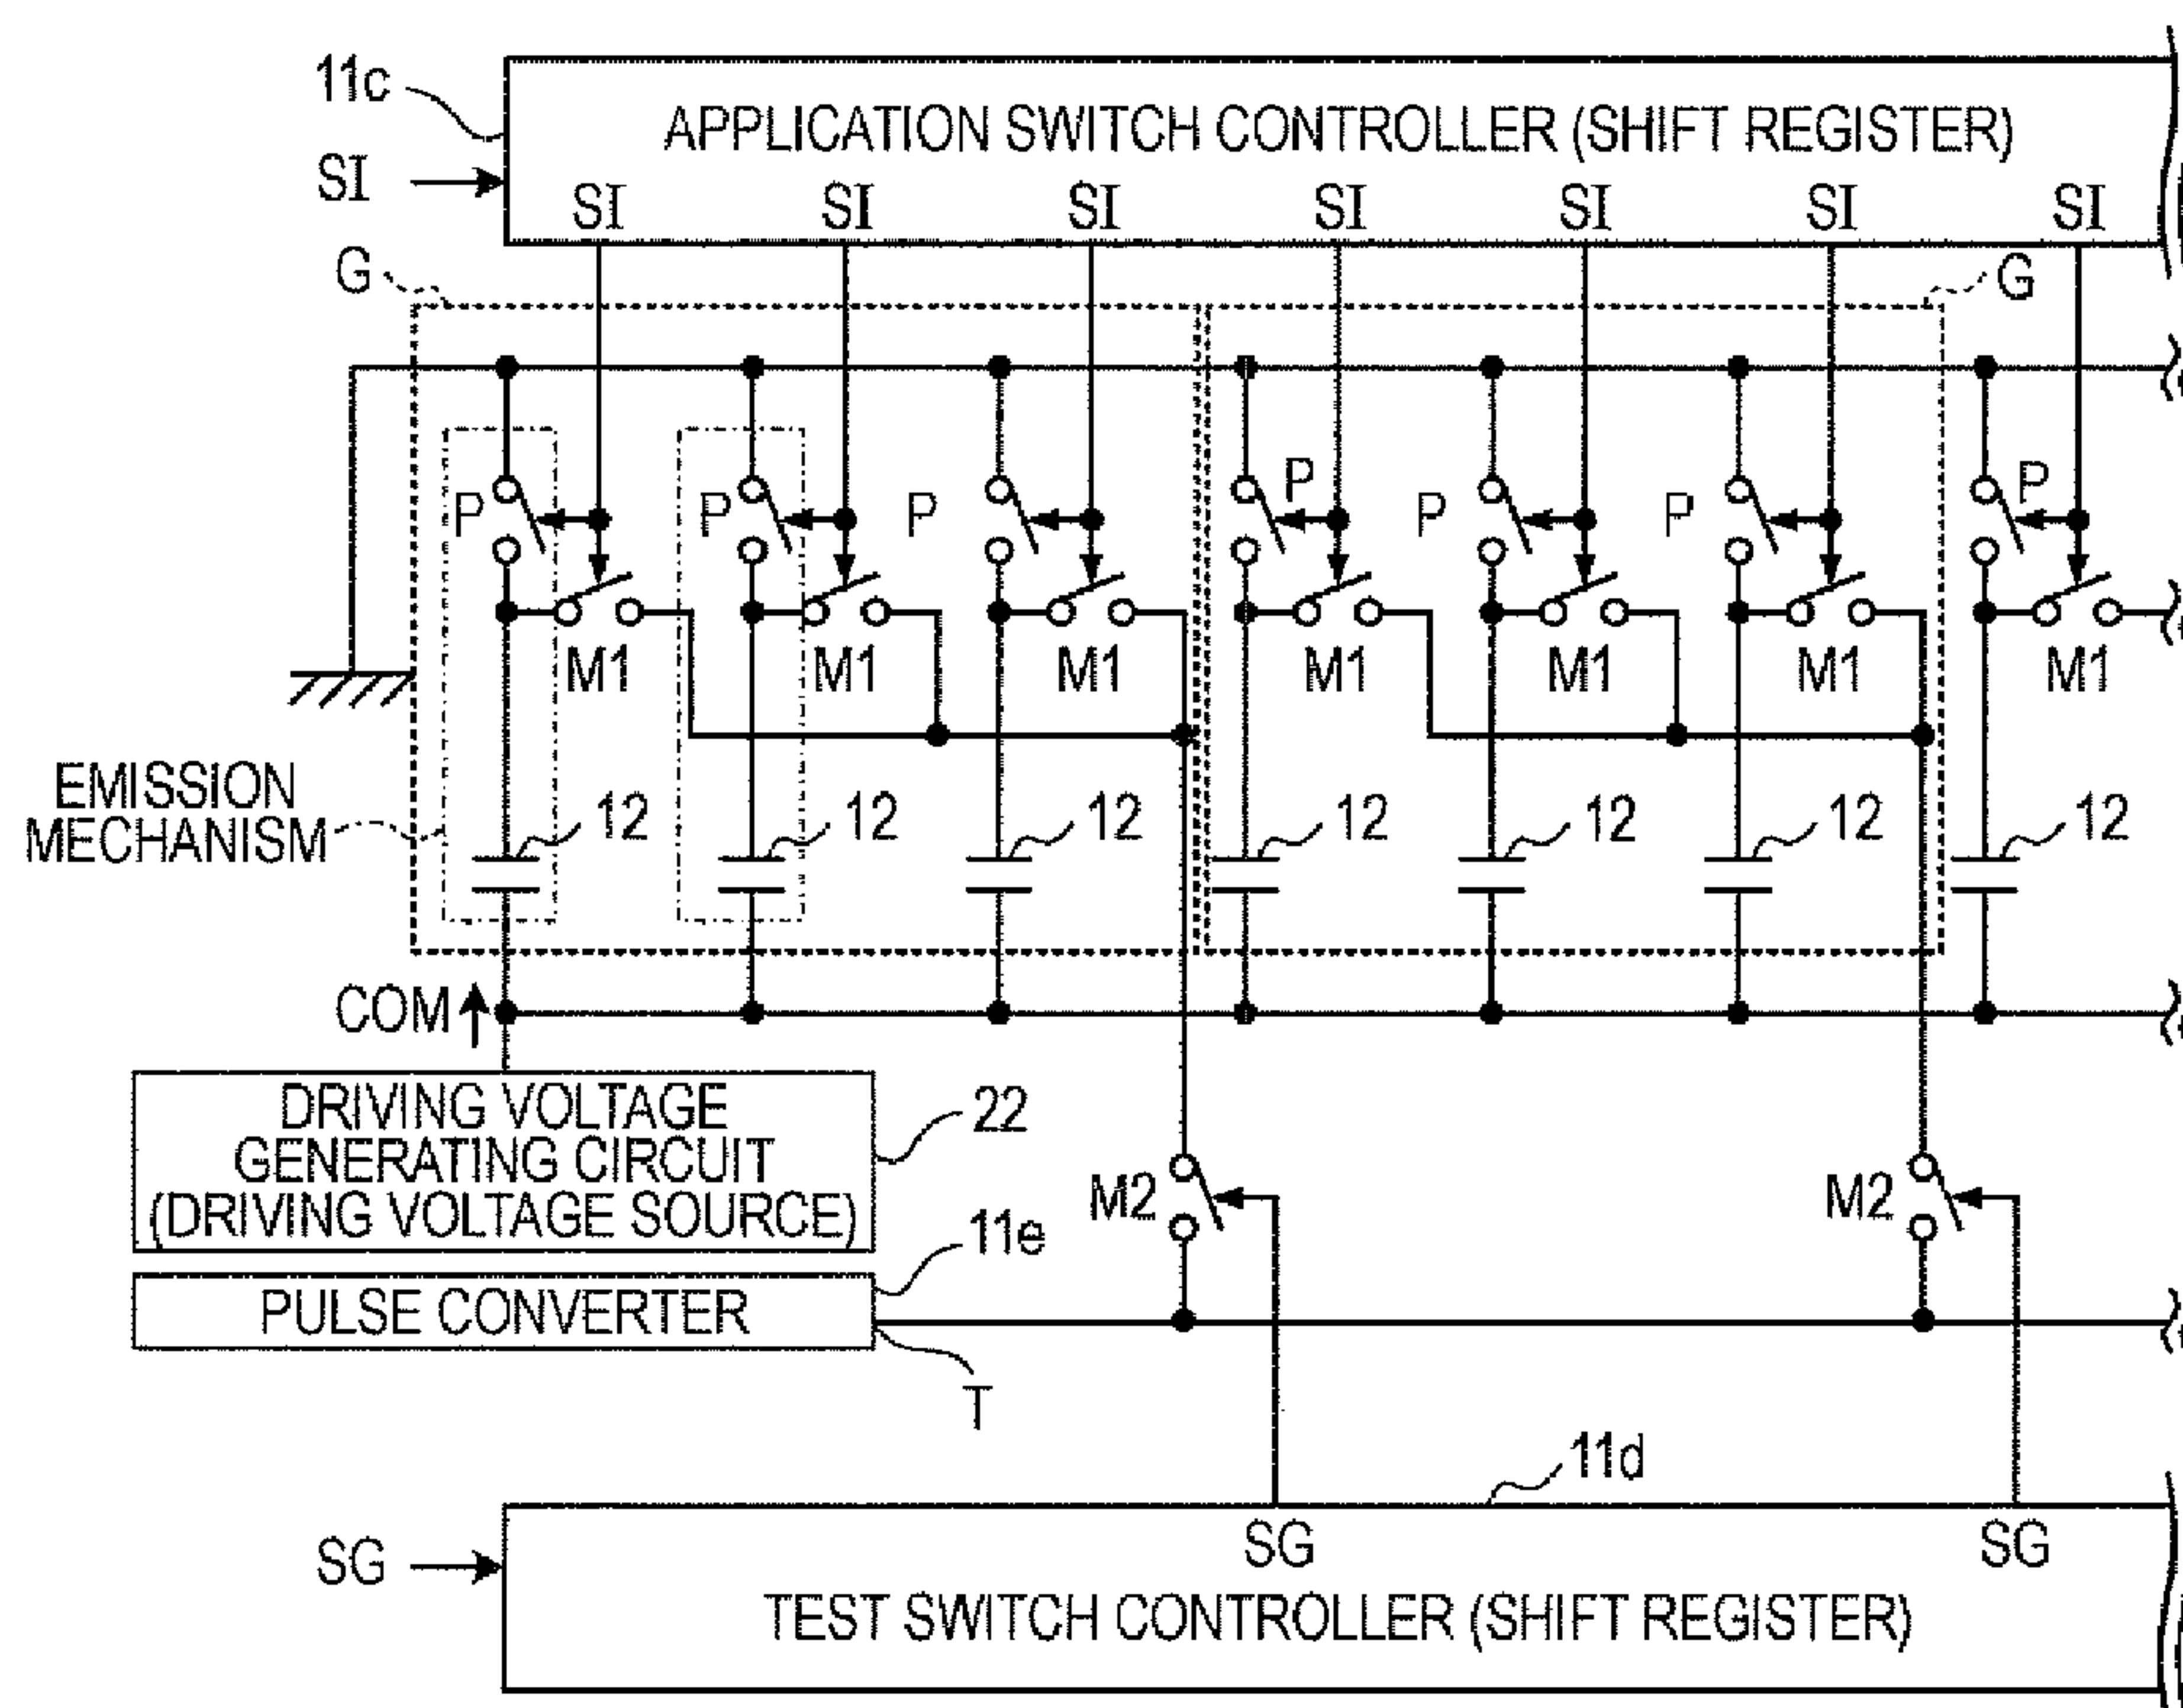 11c
APPLICATION SWITCH CONTROLLER (SHIFT REGISTER)
SI
SI SI SI SI SI SI SI
G G
P P P P P P P
M1 M1 M1 M1 M1 M1 M1
EMISSION
MECHANISM
12 12 12 12 12 12 12
COM
DRIVING VOLTAGE
GENERATING CIRCUIT
(DRIVING VOLTAGE SOURCE)
22
M2 M2
11e
PULSE CONVERTER
T
11d
SG
SG SG
TEST SWITCH CONTROLLER (SHIFT REGISTER)